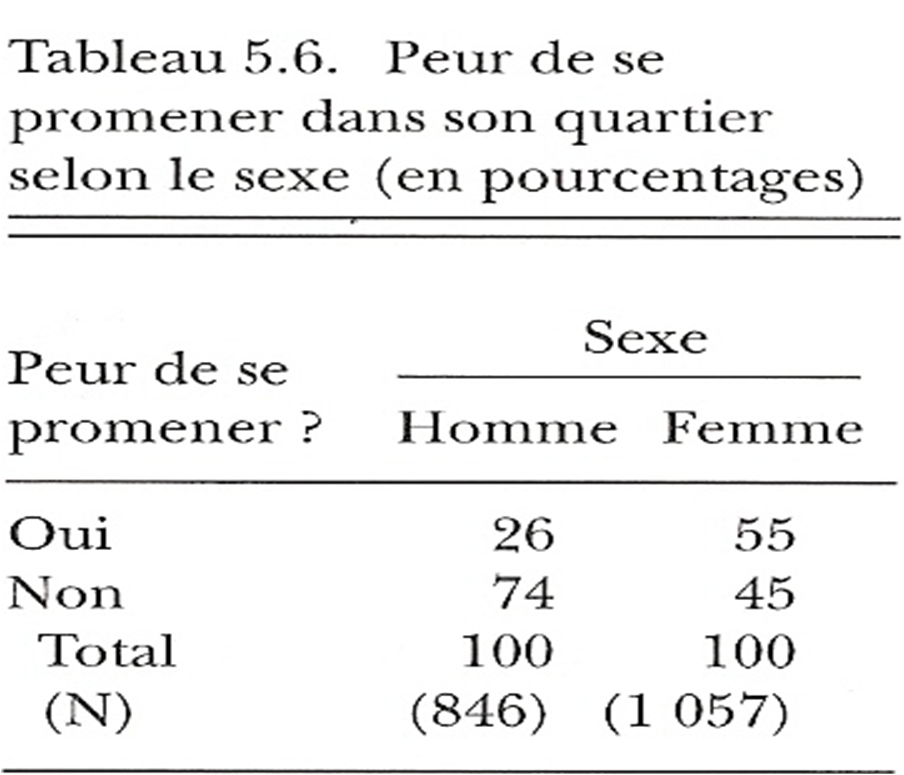 Tableau 5.6. Peur de se
promener dans son quartier
selon le sexe (en pourcentages)
Sexe
Peur de se
promener ? Homme Femme
Oui 26 55
Non 74 45
Total 100 100
(N) (846) (1 057)